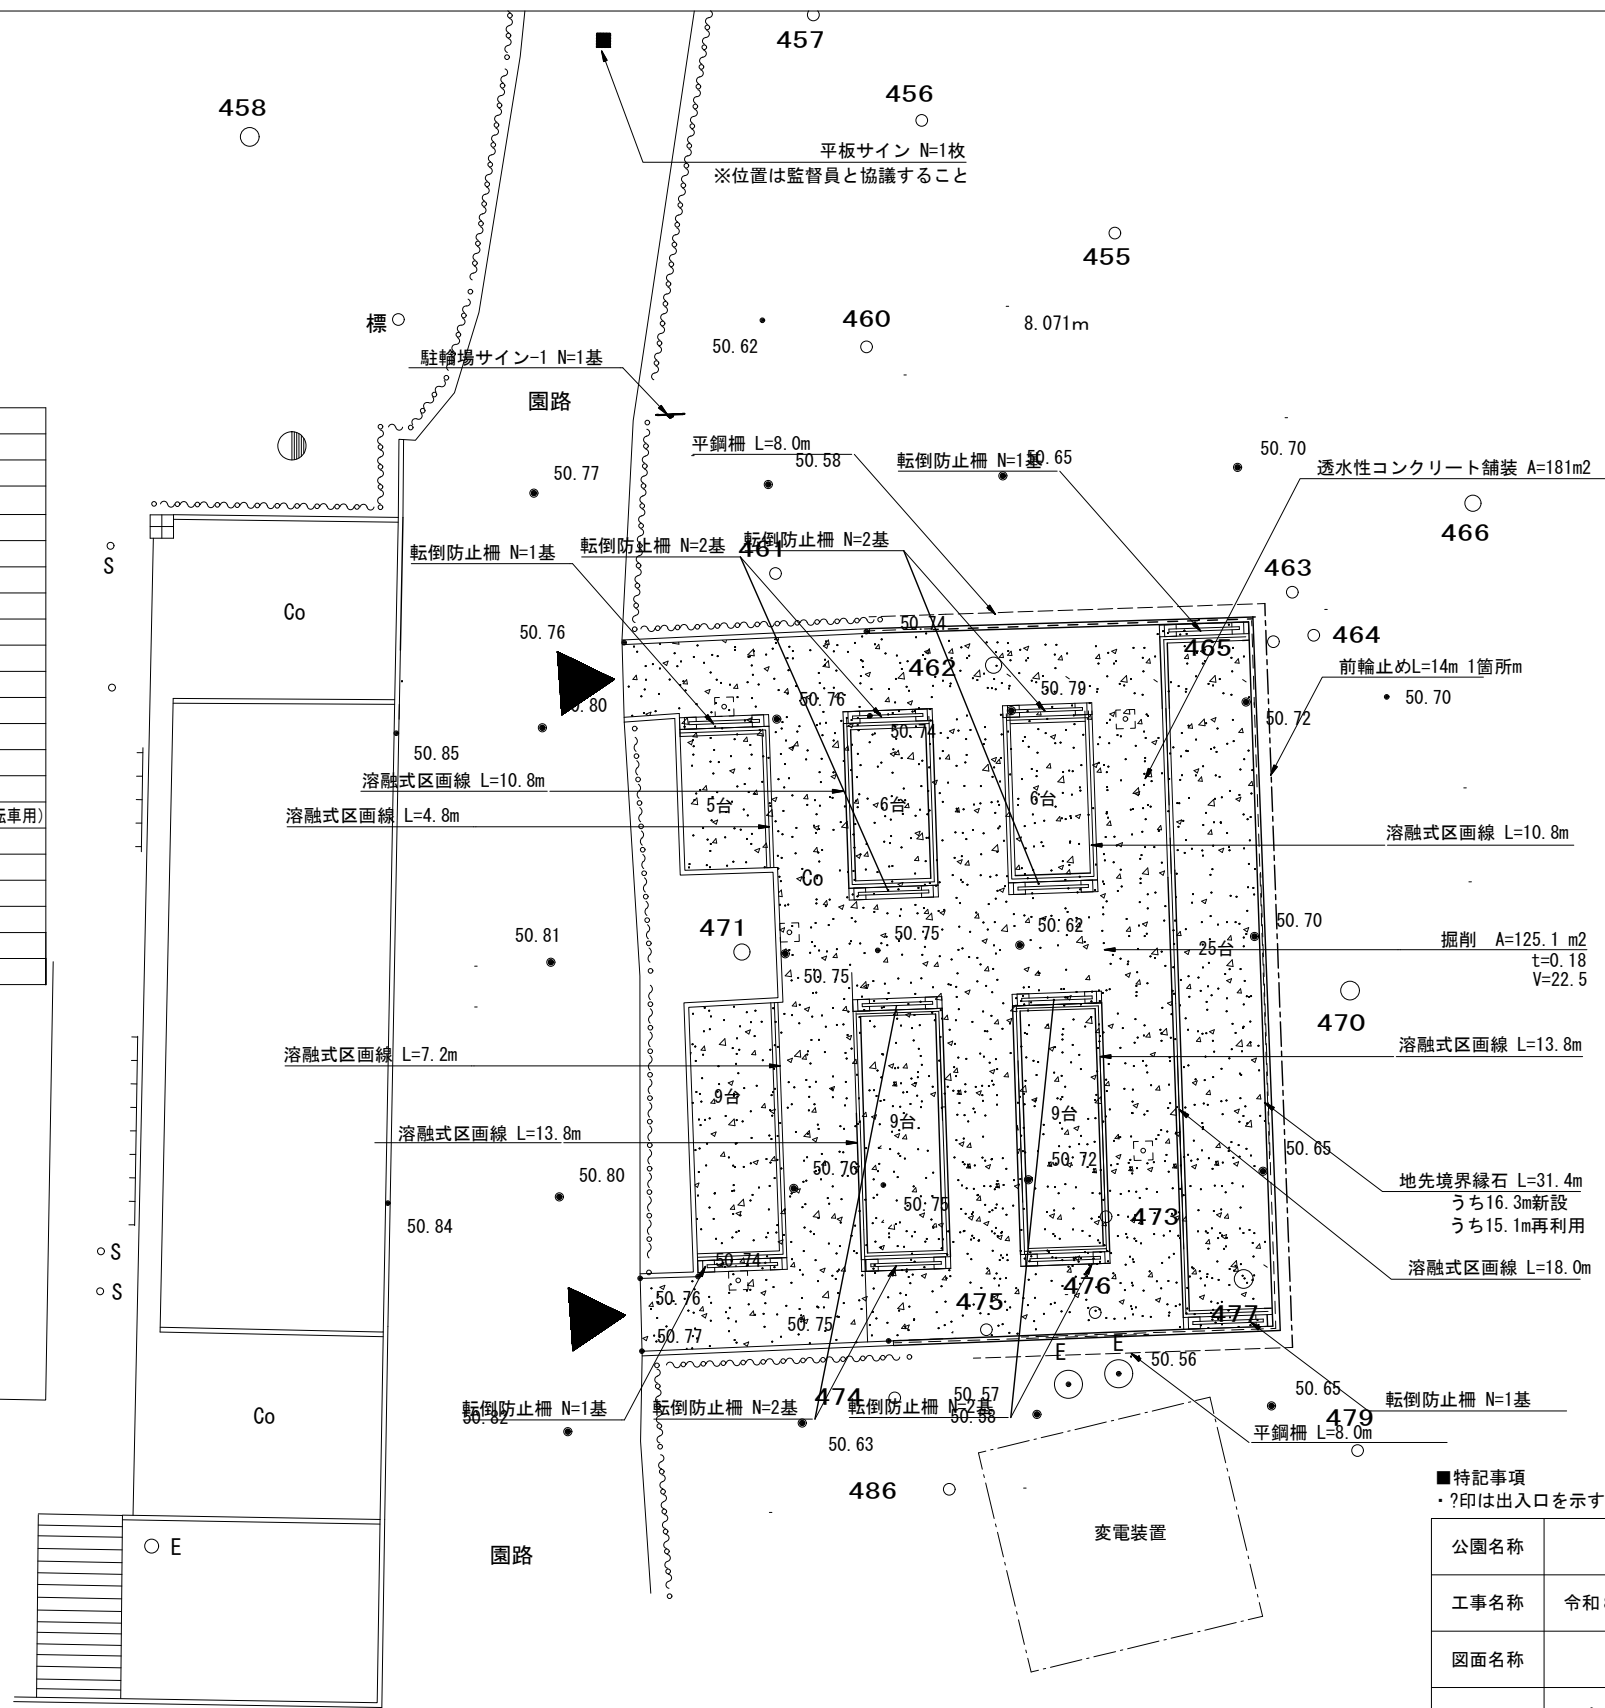 457
458
456
平板サイン N=1枚
※位置は監督員と協議すること
455
標
460
8.071m
50.62
駐輪場サイン-1 N=1基
園路
平鋼柵 L=8.0m
50.58
転倒防止柵 N=1基
50.65
50.70
透水性コンクリート舗装 A=181m2
50.77
466
転倒防止柵 N=1基
転倒防止柵 N=2基
461
転倒防止柵 N=2基
S
463
Co
50.76
50.74
464
465
462
前輪止めL=14m 1箇所m
50.70
50.79
50.76
.80
50.72
50.74
50.85
溶融式区画線 L=10.8m
5台
6台
6台
溶融式区画線 L=4.8m
車用)
溶融式区画線 L=10.8m
Co
471
50.81
50.75
50.62
50.70
25台
掘削 A=125.1 m2
t=0.18
V=22.5
50.75
470
溶融式区画線 L=7.2m
溶融式区画線 L=13.8m
9台
9台
9台
溶融式区画線 L=13.8m
50.65
50.80
50.76
50.72
地先境界縁石 L=31.4m
うち16.3m新設
うち15.1m再利用
50.84
50.75
473
S
50.74
溶融式区画線 L=18.0m
S
50.76
476
475
477
50.75
50.77
E
E
50.56
50.65
474
50.57
転倒防止柵 N=1基
転倒防止柵 N=1基
転倒防止柵 N=2基
転倒防止柵 N=2基
50.82
50.58
Co
479
平鋼柵 L=8.0m
50.63
■特記事項
・?印は出入口を示す
486
変電装置
E
園路
公園名称
工事名称
令和
図面名称